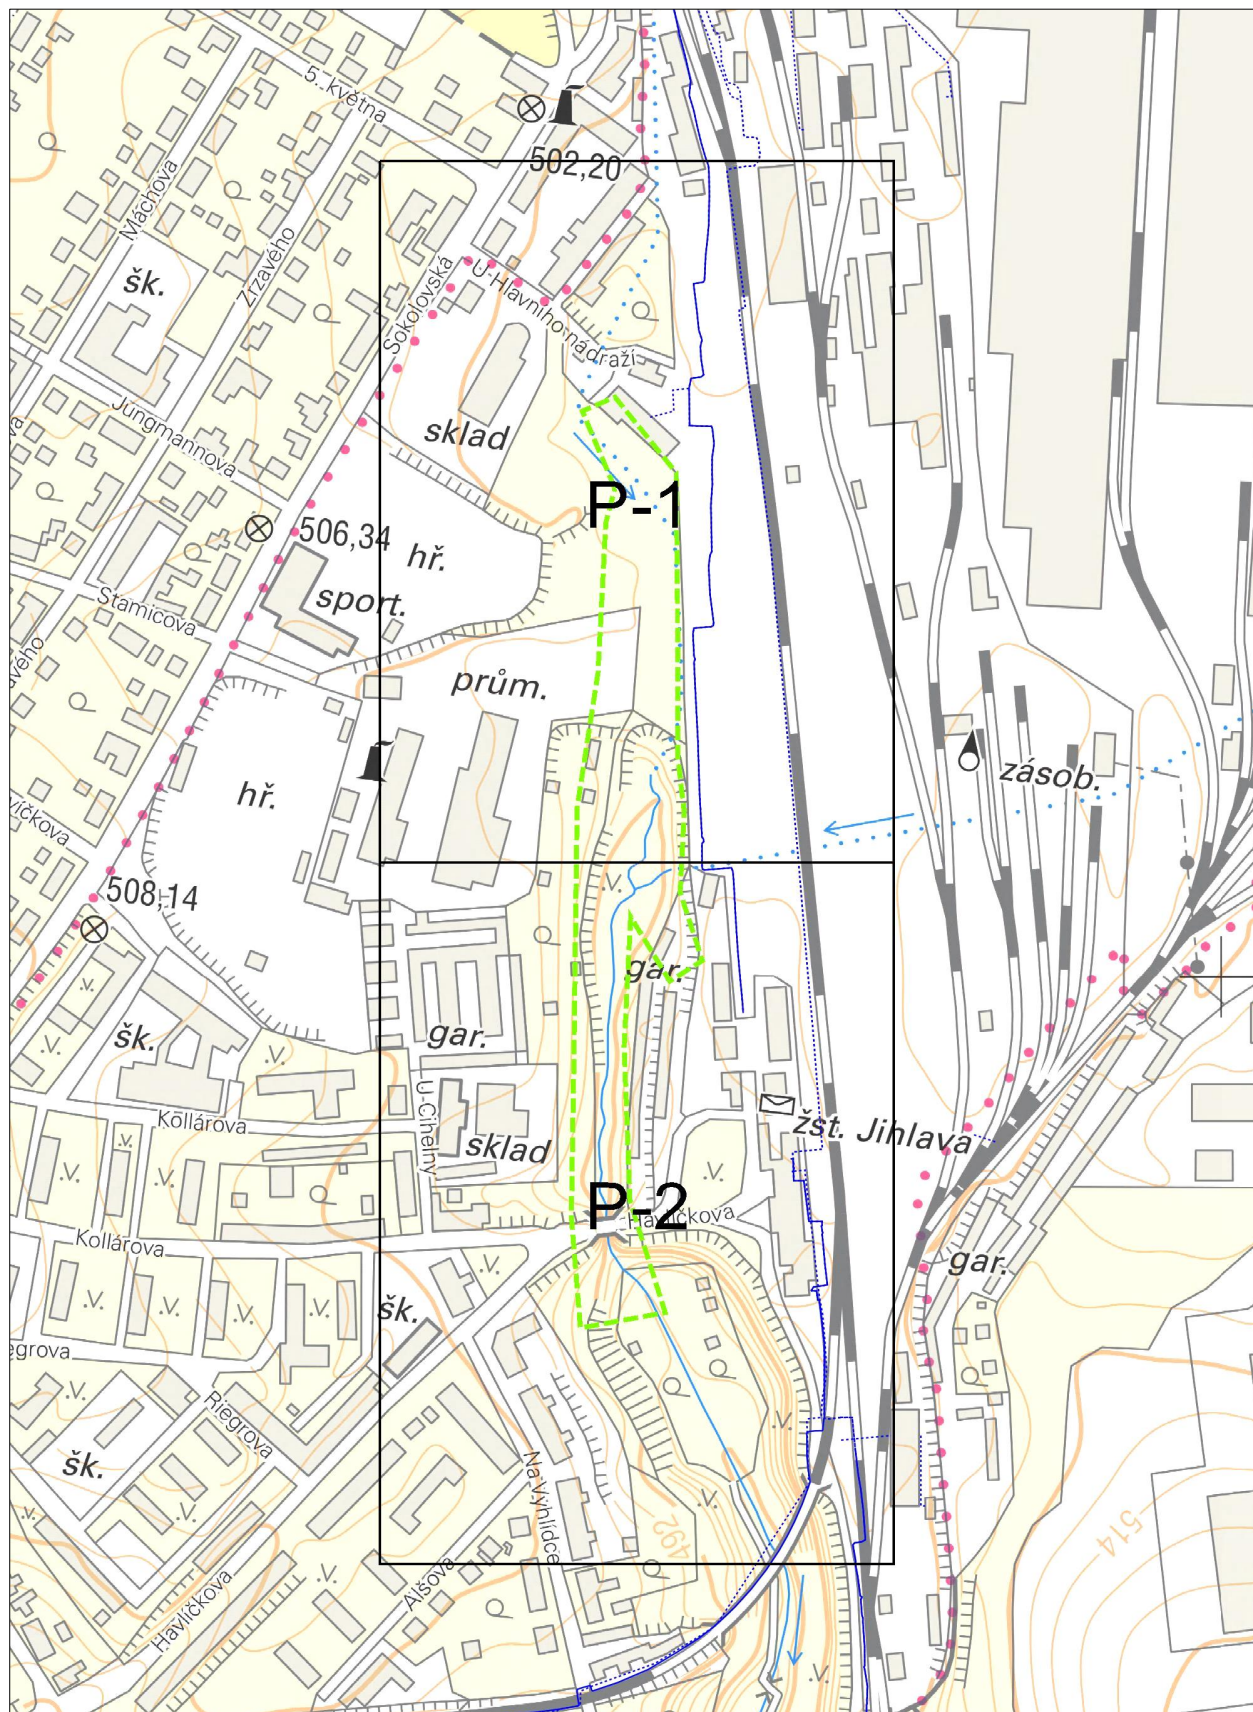 5. května
502,20
Máchova
šk.
Zrzavého
Sokolovská
U-Hlavního nádraží
Jungmannova
sklad
P-1
506,34
hř.
Stamicova
sport.
prům.
hř.
zásob.
508,14
gar.
gar.
šk.
U-Cihelny
Kollárova
sklad
žst. Jihlava
P-2
Havlíčkova
Kollárova
gar.
šk.
Riegrova
šk.
Na Vyhlídce
492
514
Alšova
Havlíčkova